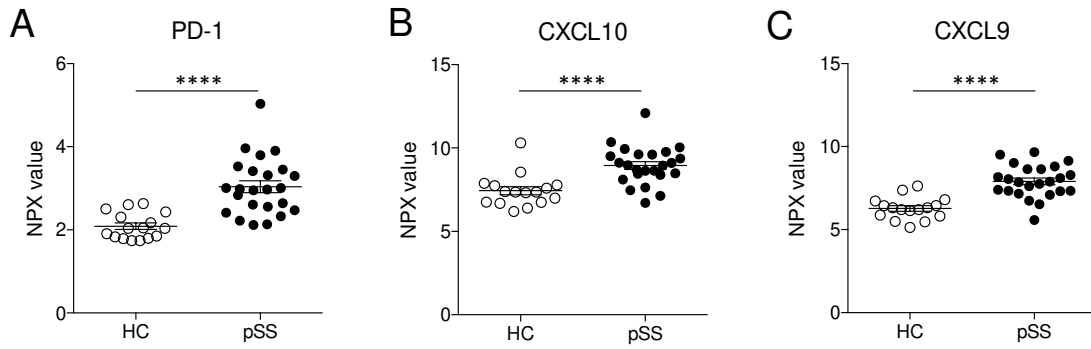 A
PD-1
NPX value
6
4
2
0
****
HC
pSS
B
CXCL10
NPX value
15
10
5
0
****
HC
pSS
C
CXCL9
NPX value
15
10
5
0
****
HC
pSS